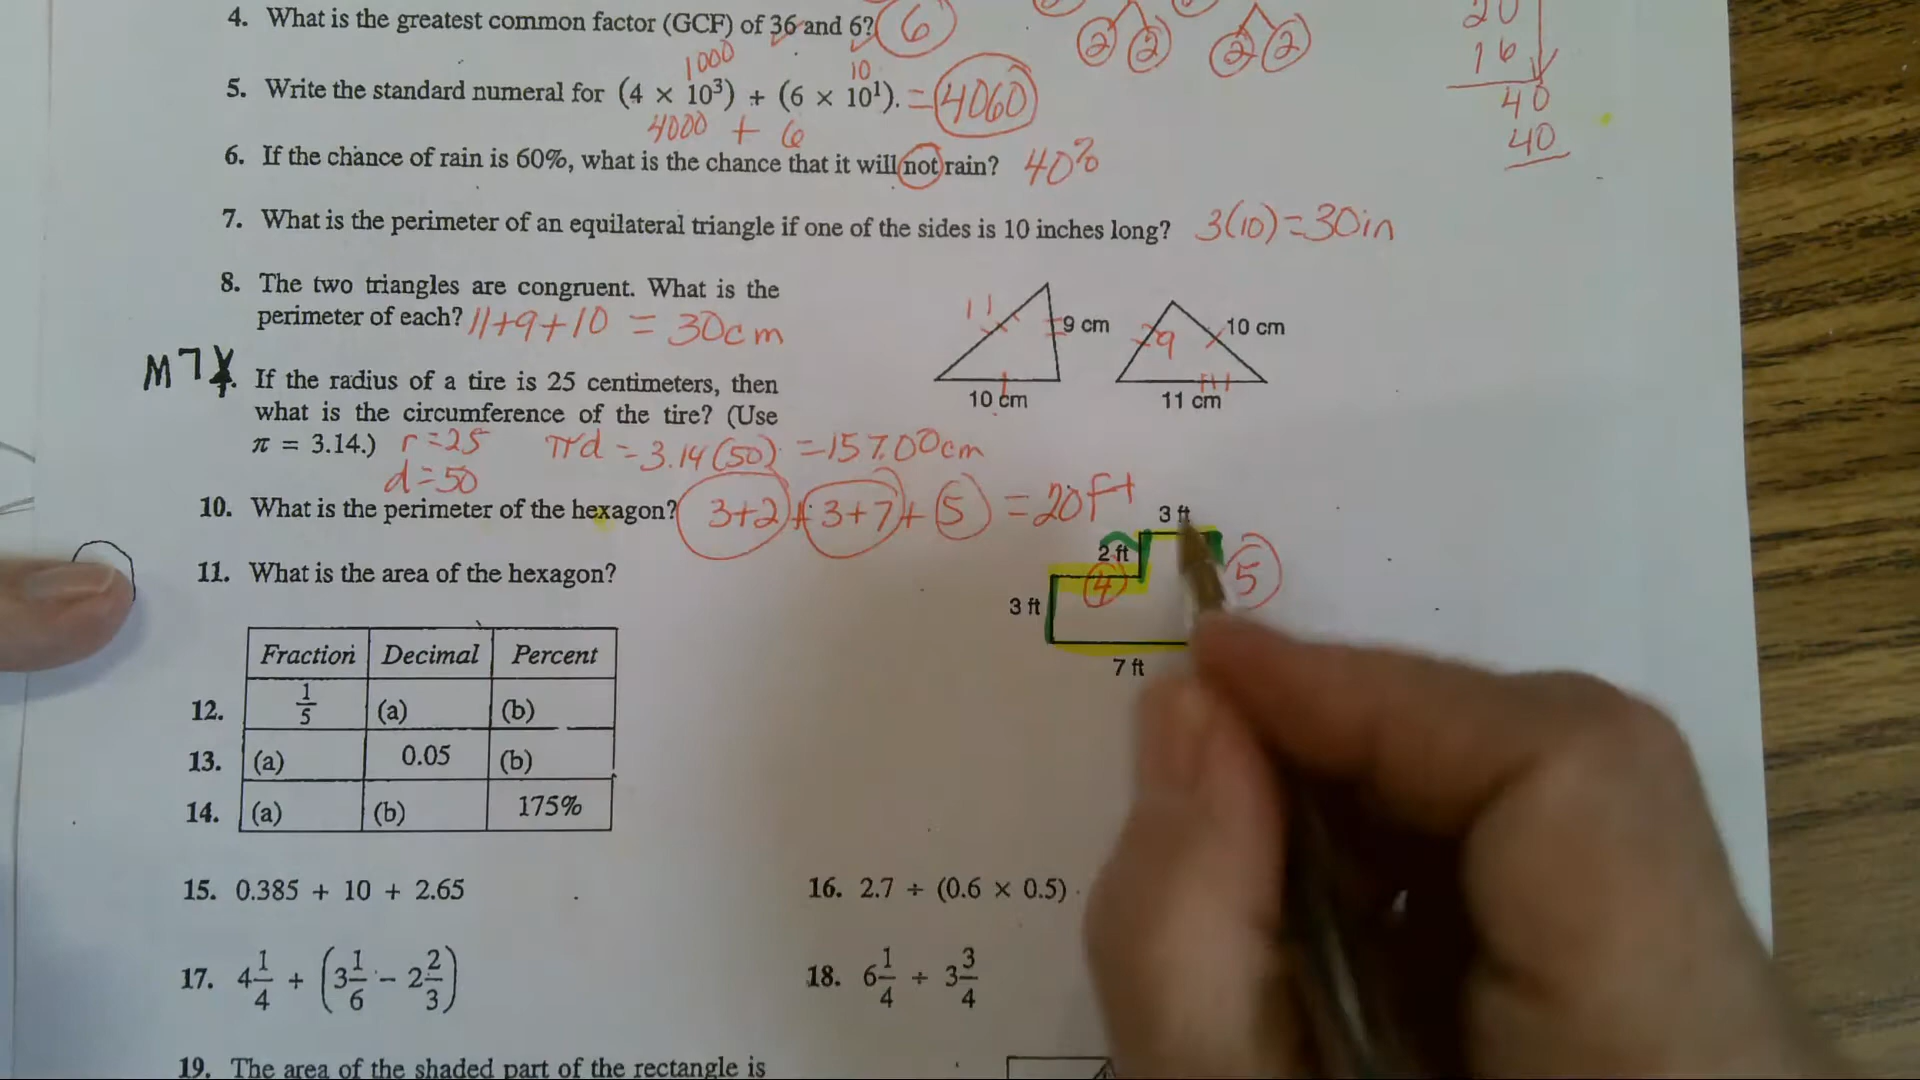 20
16
40
40
4. What is the greatest common factor (GCF) of 36 and 6? 6
2 2 2 2
1000 10
5. Write the standard numeral for (4 × 10³) + (6 × 10¹). = 4060
4000 + 6
6. If the chance of rain is 60%, what is the chance that it will not rain? 40%
7. What is the perimeter of an equilateral triangle if one of the sides is 10 inches long? 3(10) = 30in
8. The two triangles are congruent. What is the
perimeter of each? 11+9+10 = 30cm
11 9 cm 9 10 cm
10 cm 11 cm
M7Y. If the radius of a tire is 25 centimeters, then
what is the circumference of the tire? (Use
π = 3.14.) r=25 πd = 3.14(50) = 157.00cm
d=50
10. What is the perimeter of the hexagon? 3+2 + 3+7 + 5 = 20ft
3 ft
2 ft
4 5
3 ft
7 ft
11. What is the area of the hexagon?
Fraction Decimal Percent
12. 1/5 (a) (b)
13. (a) 0.05 (b)
14. (a) (b) 175%
15. 0.385 + 10 + 2.65
16. 2.7 ÷ (0.6 × 0.5)
17. 4 1/4 + (3 1/6 - 2 2/3)
18. 6 1/4 ÷ 3 3/4
19. The area of the shaded part of the rectangle is